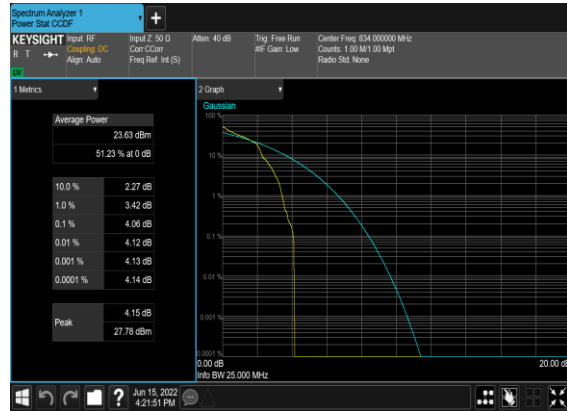 Spectrum Analyzer 1
Power Stat CCDF
+
KEYSIGHT
R T
LW
Input: RF
Coupling: DC
Align: Auto
Input Z: 50 Ω
Corr CCorr
Freq Ref: Int (S)
Atten: 40 dB
Trig: Free Run
#IF Gain: Low
Center Freq: 834.000000 MHz
Counts: 1.00 M/1.00 Mpt
Radio Std: None
1 Metrics
Average Power
23.63 dBm
51.23 % at 0 dB
10.0 % 2.27 dB
1.0 % 3.42 dB
0.1 % 4.06 dB
0.01 % 4.12 dB
0.001 % 4.13 dB
0.0001 % 4.14 dB
Peak
4.15 dB
27.78 dBm
2 Graph
Gaussian
100 %
10 %
1 %
0.1 %
0.01 %
0.001 %
0.0001 %
0.00 dB
20.00 dB
Info BW 25.000 MHz
?
Jun 15, 2022
4:21:51 PM